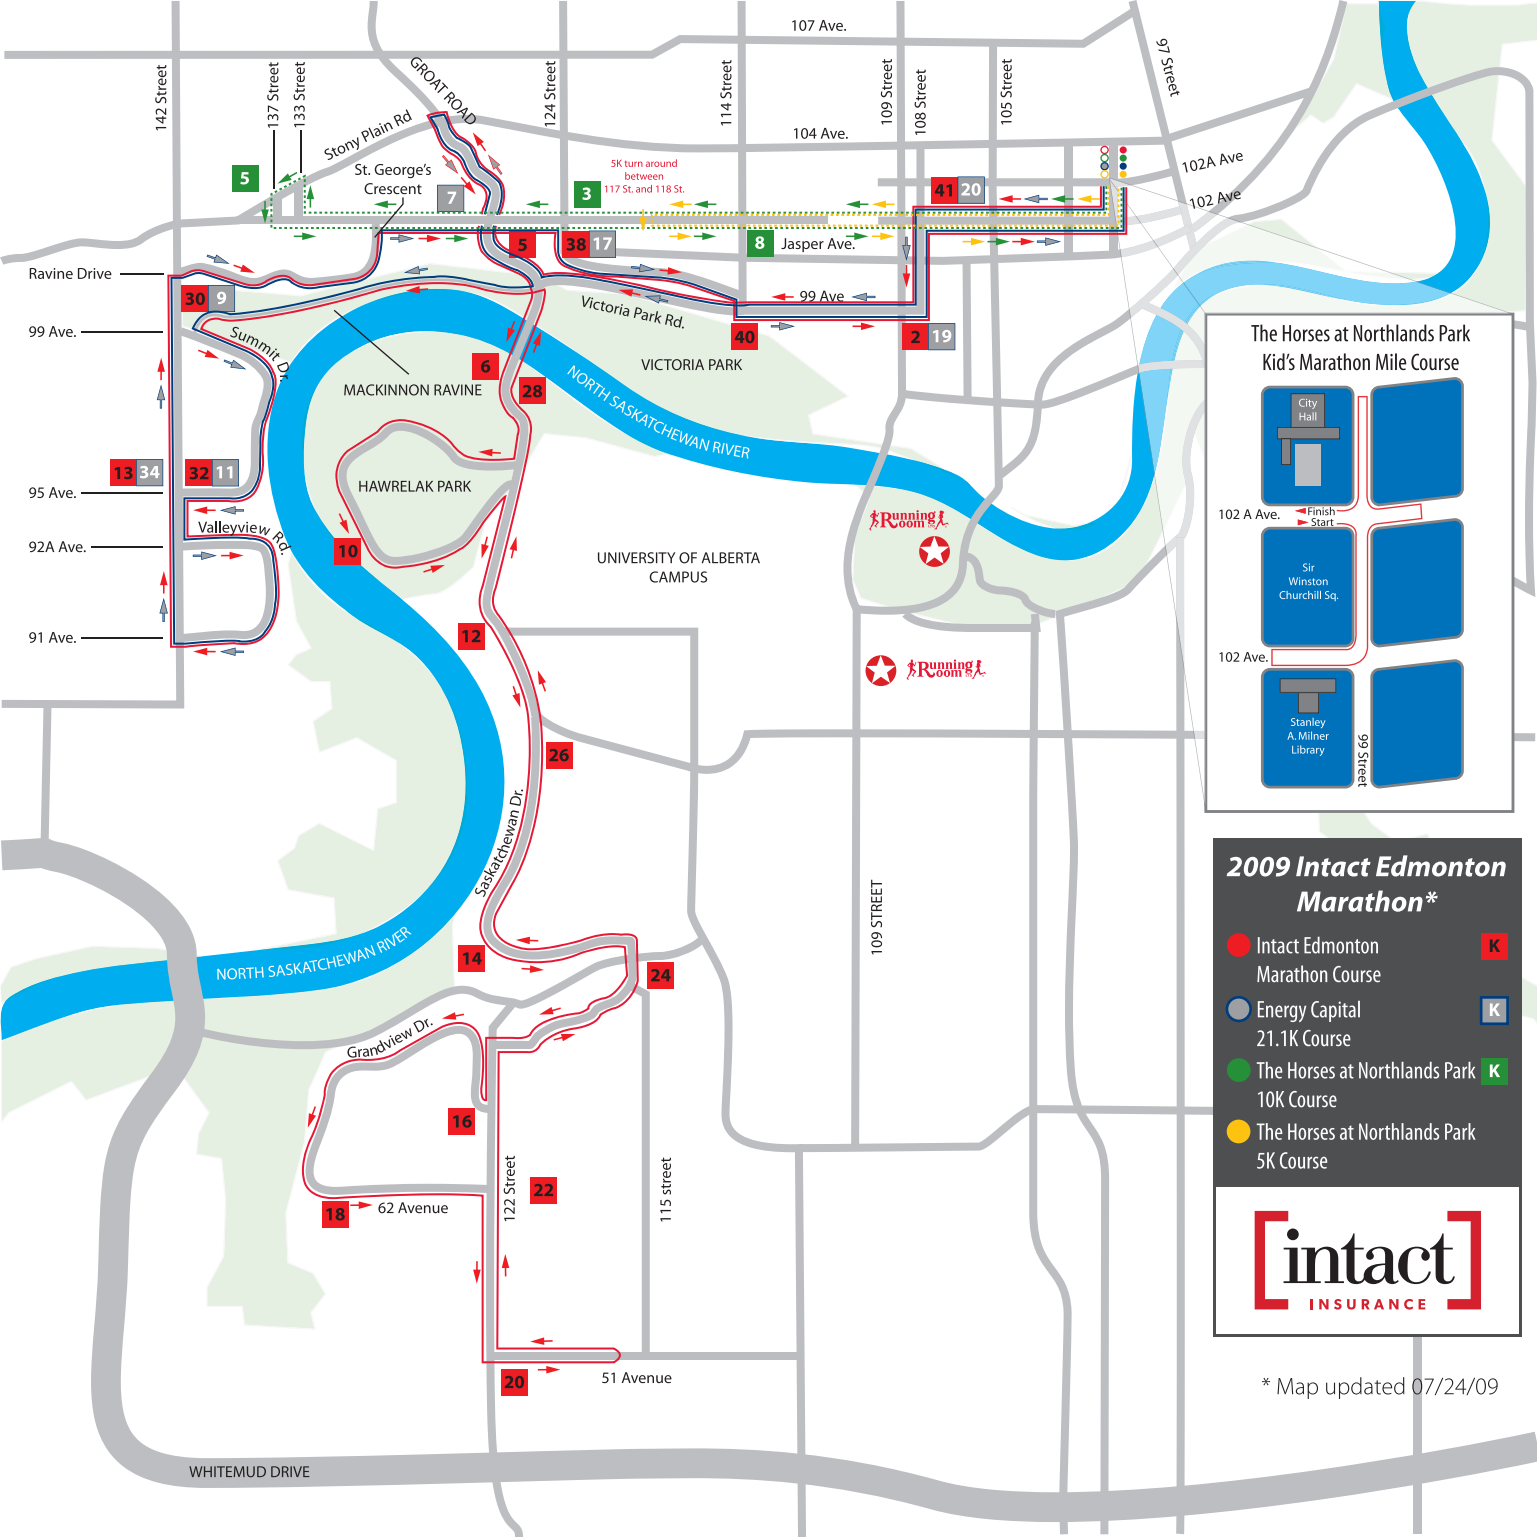 107 Ave.
97 Street
GROAT ROAD
142 Street
137 Street
133 Street
124 Street
114 Street
109 Street
108 Street
105 Street
Stony Plain Rd
104 Ave.
102A Ave
102 Ave
St. George's
Crescent
5K turn around
between
117 St. and 118 St.
5
7
3
41 20
5
38 17
8
Jasper Ave.
Ravine Drive
30 9
99 Ave
Victoria Park Rd.
99 Ave.
Summit Dr.
40
2 19
6
28
VICTORIA PARK
MACKINNON RAVINE
NORTH SASKATCHEWAN RIVER
13 34
32 11
HAWRELAK PARK
95 Ave.
Valleyview Rd.
92A Ave.
10
Running
Room
UNIVERSITY OF ALBERTA
CAMPUS
91 Ave.
12
Running
Room
26
Saskatchewan Dr.
109 STREET
NORTH SASKATCHEWAN RIVER
14
24
Grandview Dr.
16
122 Street
22
115 street
18
62 Avenue
20
51 Avenue
WHITEMUD DRIVE
The Horses at Northlands Park
Kid's Marathon Mile Course
City
Hall
102 A Ave.
Finish
Start
Sir
Winston
Churchill Sq.
102 Ave.
Stanley
A. Milner
Library
99 Street
2009 Intact Edmonton
Marathon*
Intact Edmonton K
Marathon Course
Energy Capital K
21.1K Course
The Horses at Northlands Park K
10K Course
The Horses at Northlands Park
5K Course
[intact]
INSURANCE
* Map updated 07/24/09